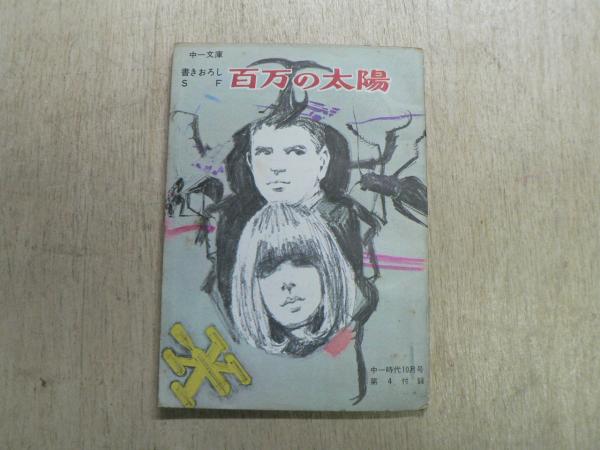 中一文庫
書きおろし
SF
百万の太陽
中一時代10月号
第4付録